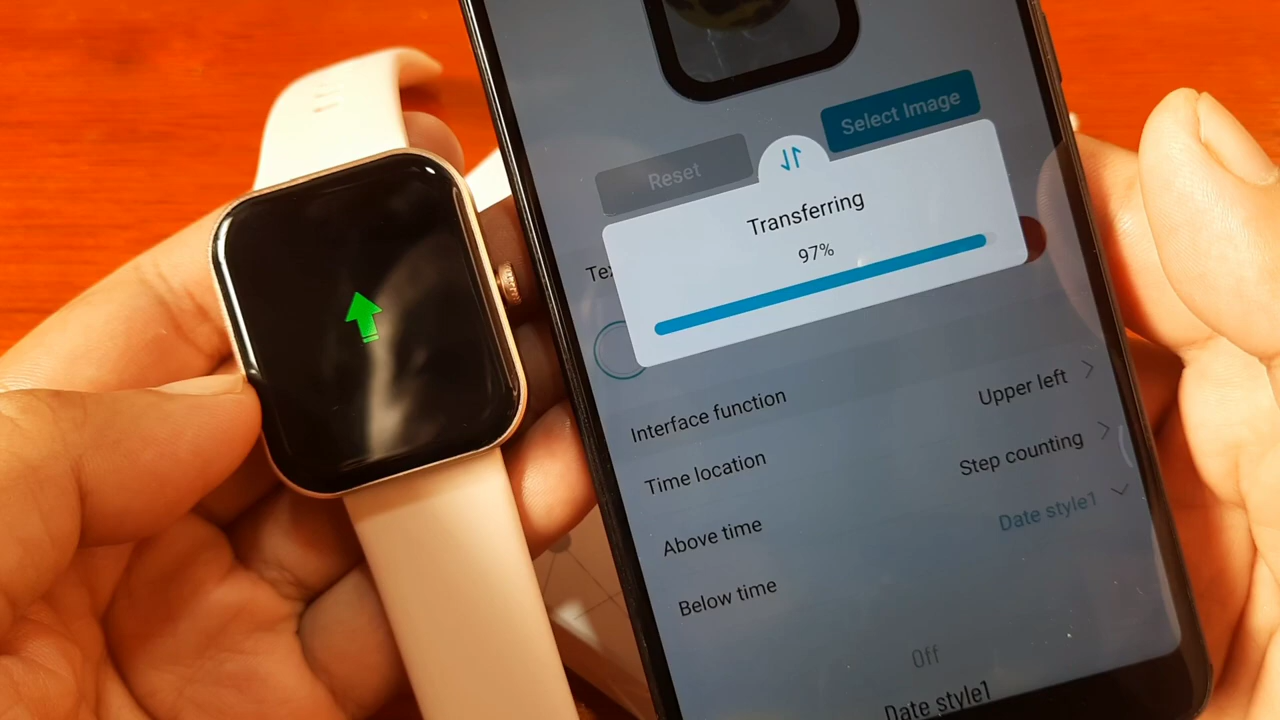 Select Image
Reset
Transferring
97%
Interface function
Time location
Upper left
Above time
Step counting
Below time
Date style1
Off
Date style1